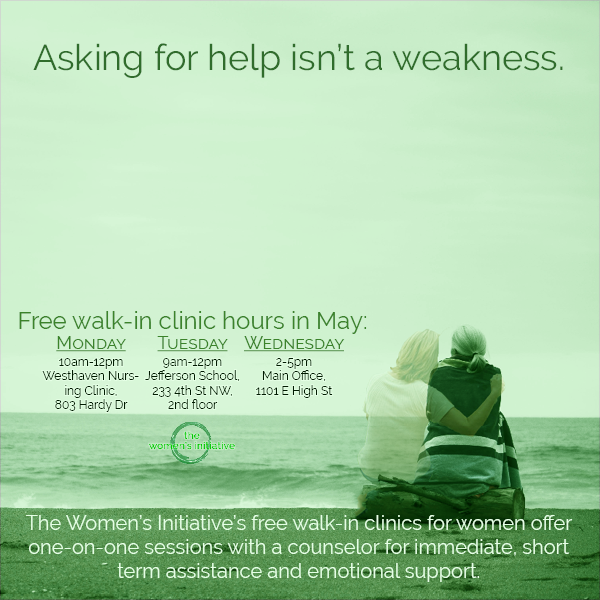 Asking for help isn't a weakness.
Free walk-in clinic hours in May:
Monday
10am-12pm
Westhaven Nurs-
ing Clinic,
803 Hardy Dr
Tuesday
9am-12pm
Jefferson School,
233 4th St NW,
2nd floor
Wednesday
2-5pm
Main Office,
1101 E High St
the
women's initiative
The Women's Initiative's free walk-in clinics for women offer
one-on-one sessions with a counselor for immediate, short
term assistance and emotional support.